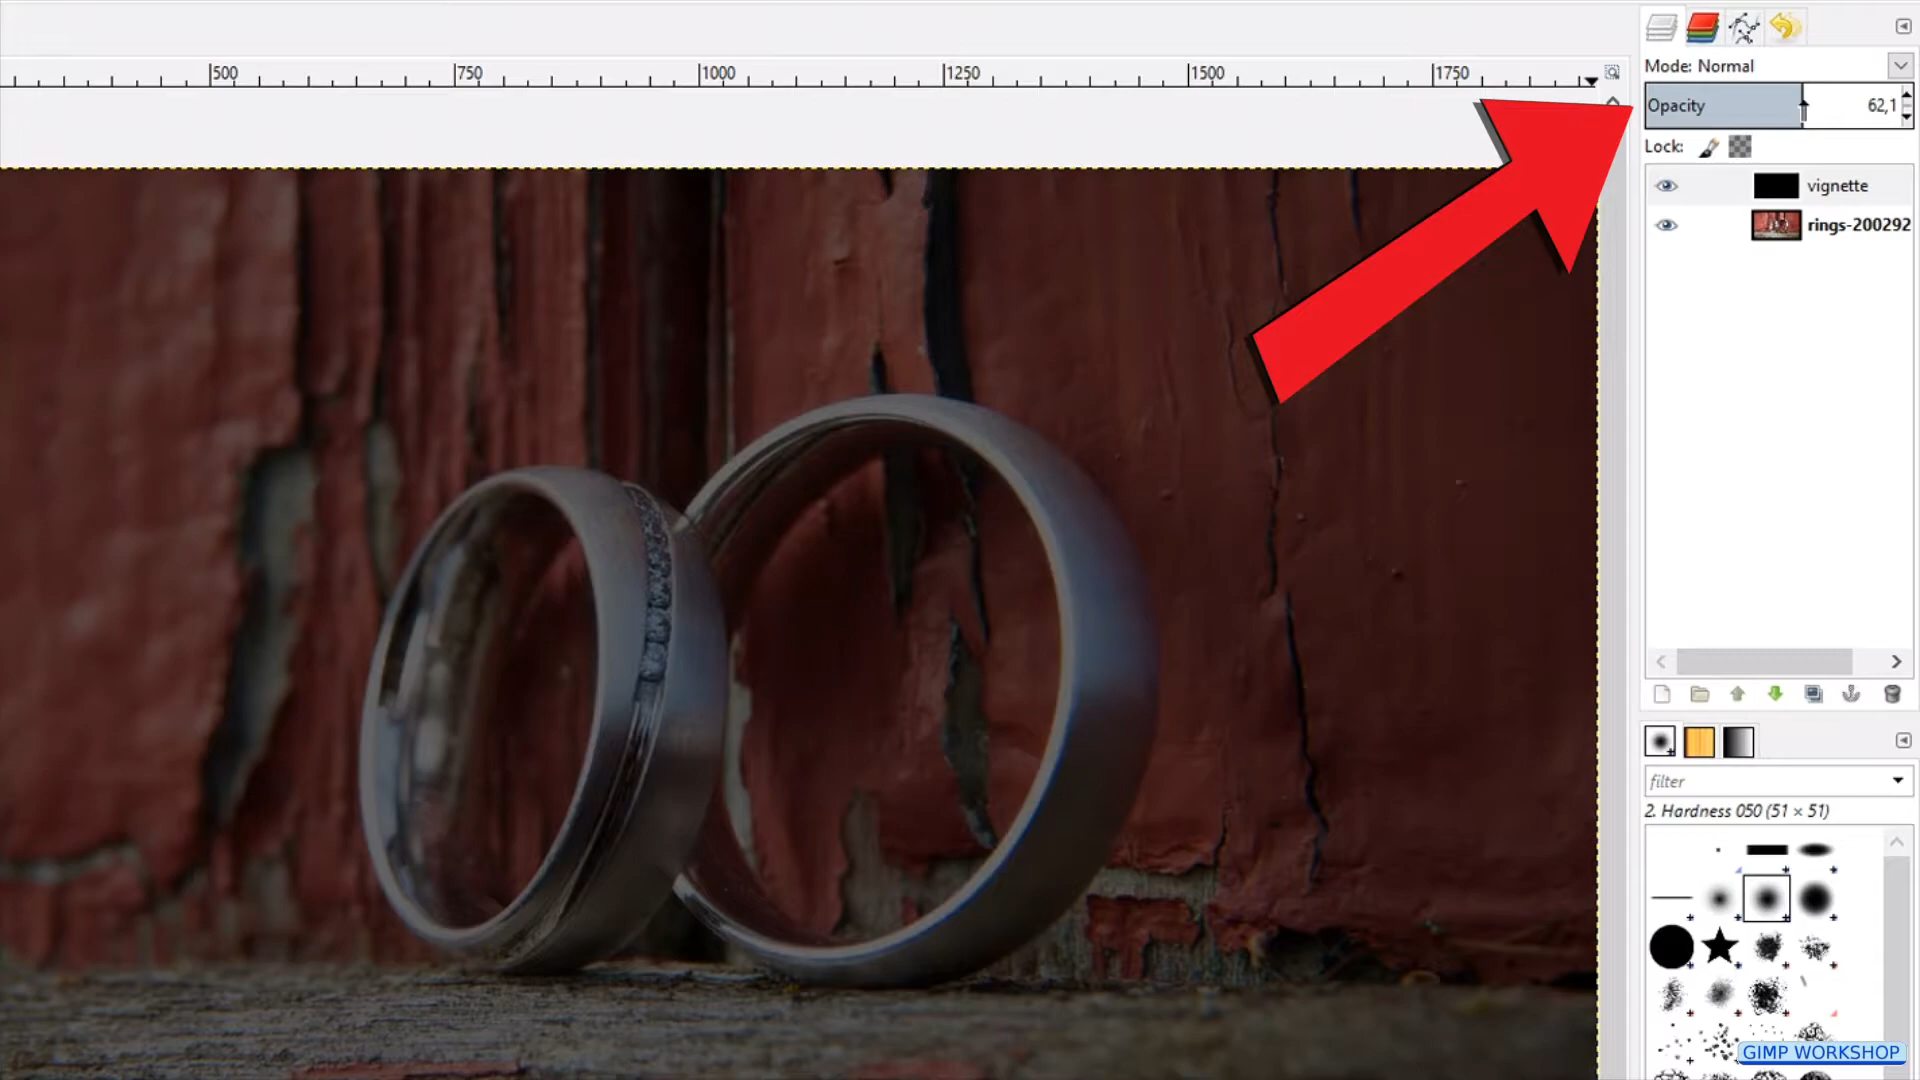 500 750 1000 1250 1500 1750
Mode: Normal
Opacity 62,1
Lock:
vignette
rings-200292
filter
2. Hardness 050 (51 × 51)
GIMP WORKSHOP